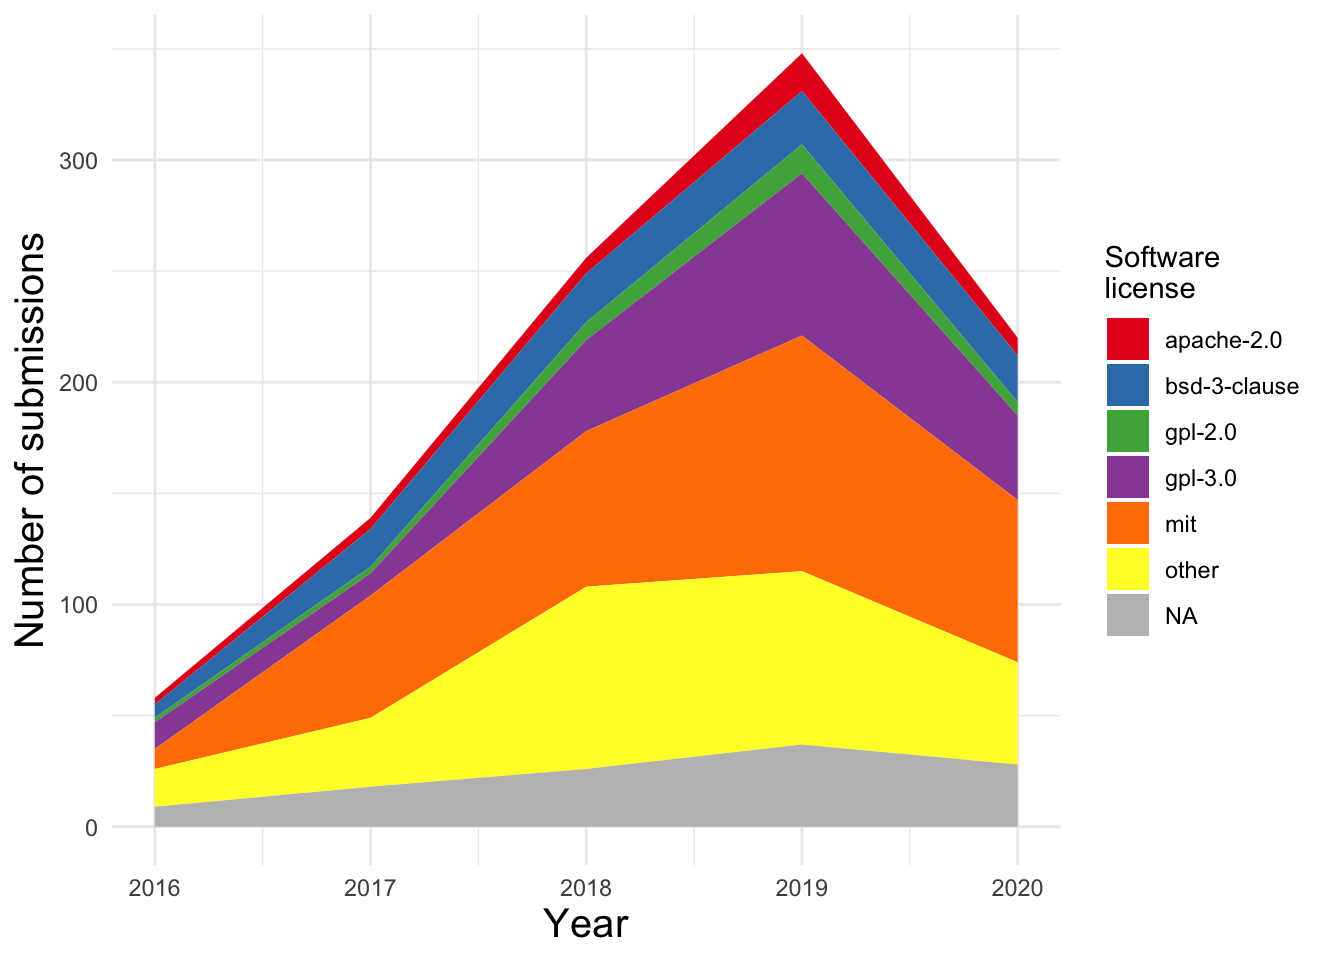 Number of submissions
300
200
100
0
2016
2017
2018
2019
2020
Year
Software
license
apache-2.0
bsd-3-clause
gpl-2.0
gpl-3.0
mit
other
NA